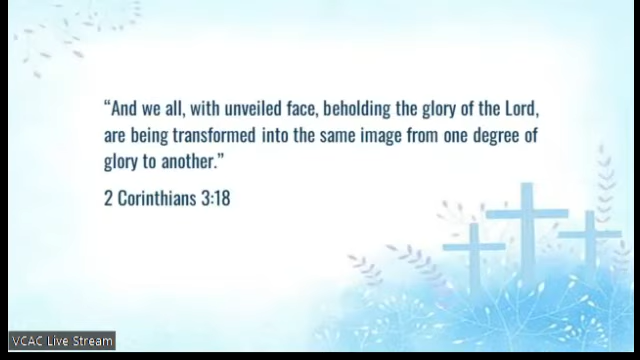 “And we all, with unveiled face, beholding the glory of the Lord,
are being transformed into the same image from one degree of
glory to another.”
2 Corinthians 3:18
VCAC Live Stream